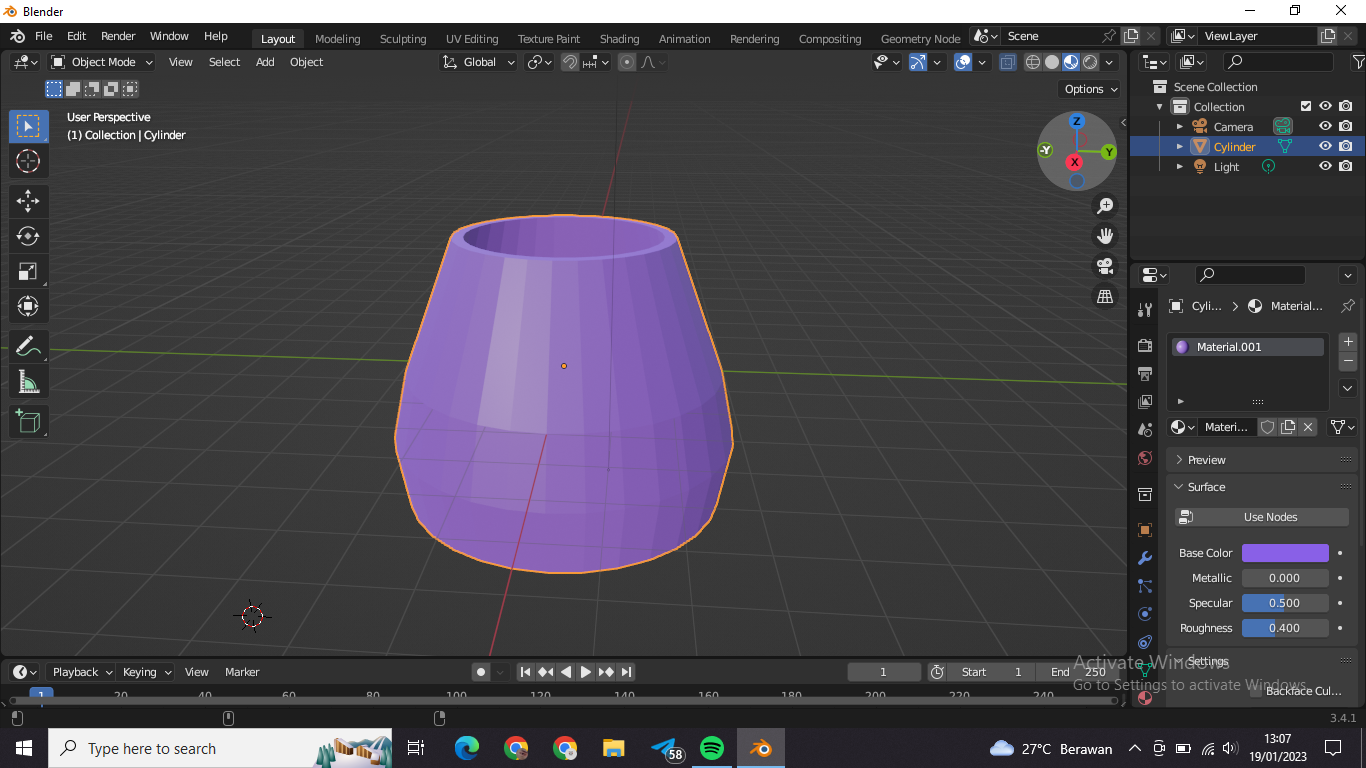 Blender
File Edit Render Window Help Layout Modeling Sculpting UV Editing Texture Paint Shading Animation Rendering Compositing Geometry Node Scene ViewLayer
Object Mode View Select Add Object Global
Options
User Perspective
(1) Collection | Cylinder
Z
-Y Y
X
Scene Collection
Collection
Camera
Cylinder
Light
Cyli... Material...
Material.001
Materi...
Preview
Surface
Use Nodes
Base Color
Metallic 0.000
Specular 0.500
Roughness 0.400
Settings
Backface Cul...
Activate Windows
Go to Settings to activate Windows.
Playback Keying View Marker 1 Start 1 End 250
1 20 40 60 80 100 120 140 160 180 200 220 240
3.4.1
Type here to search 58 27°C Berawan 13:07
19/01/2023